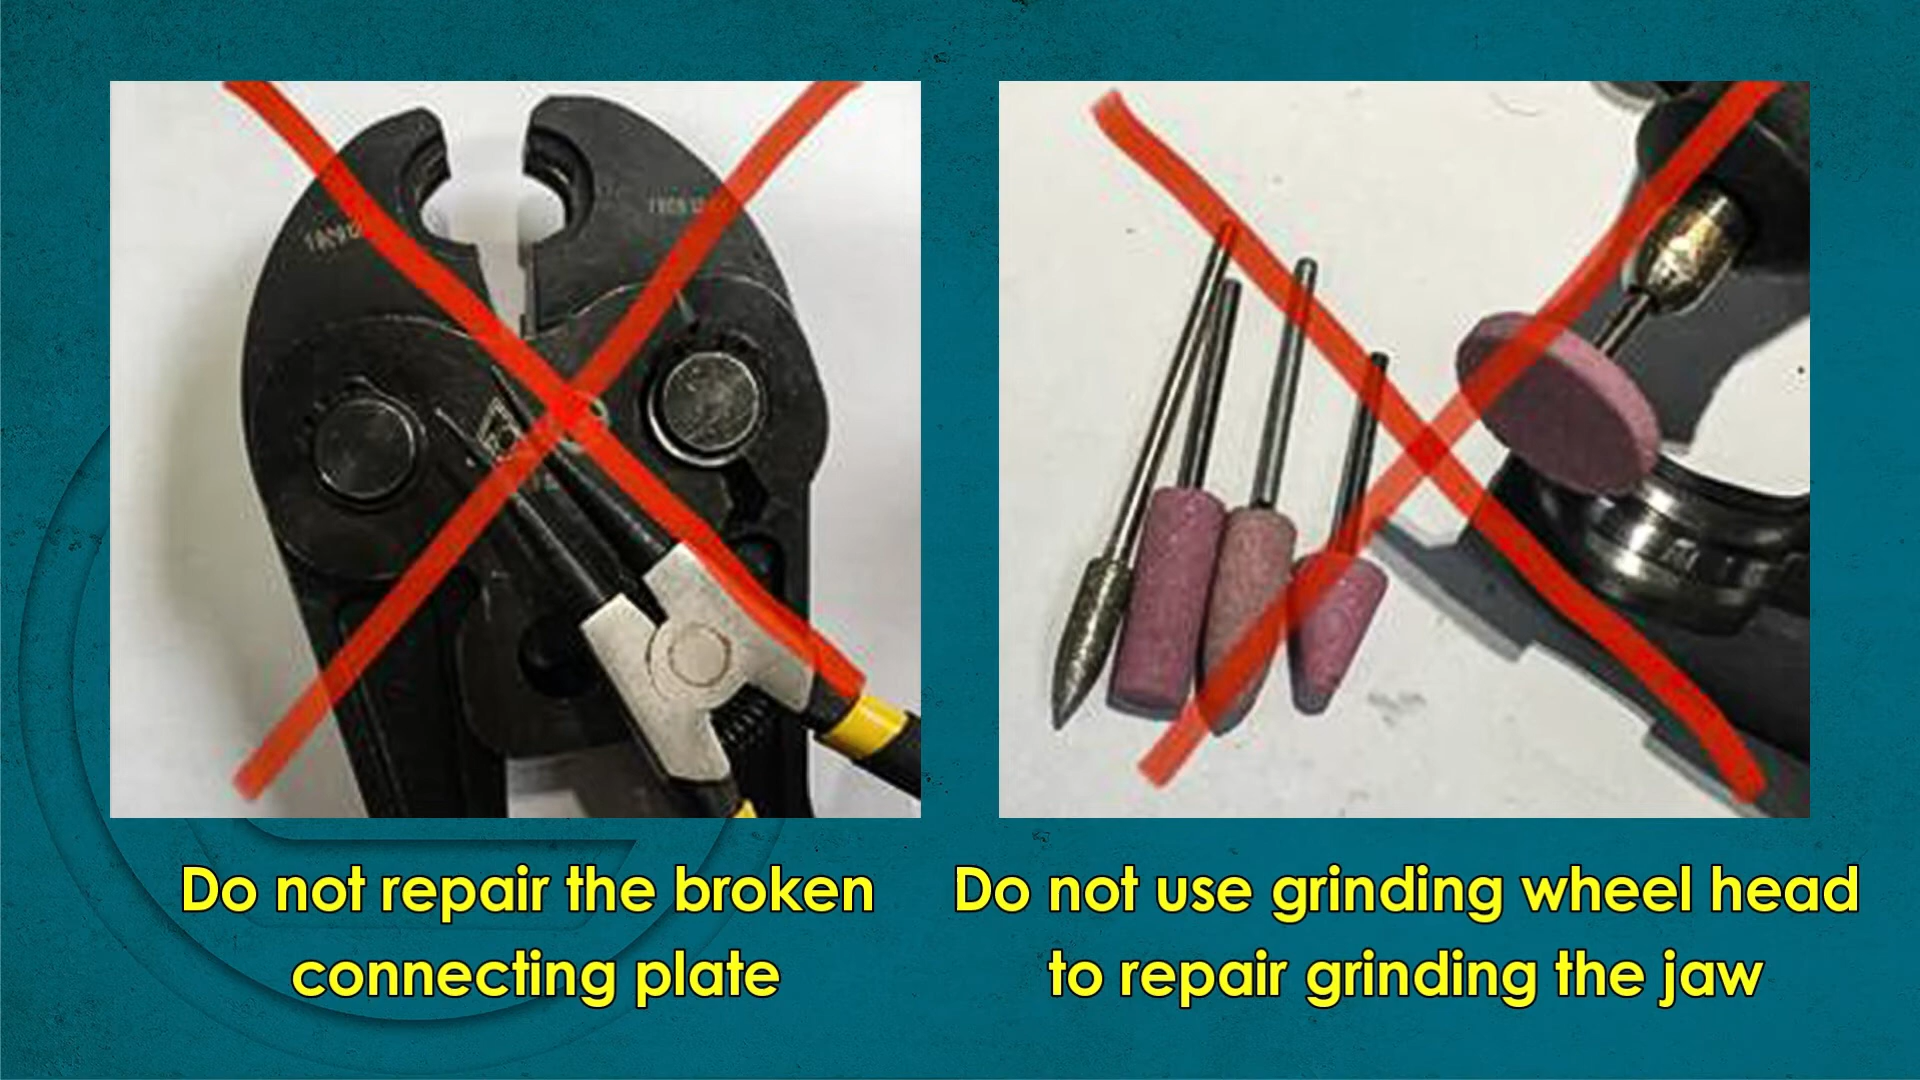 Do not repair the broken
connecting plate
Do not use grinding wheel head
to repair grinding the jaw